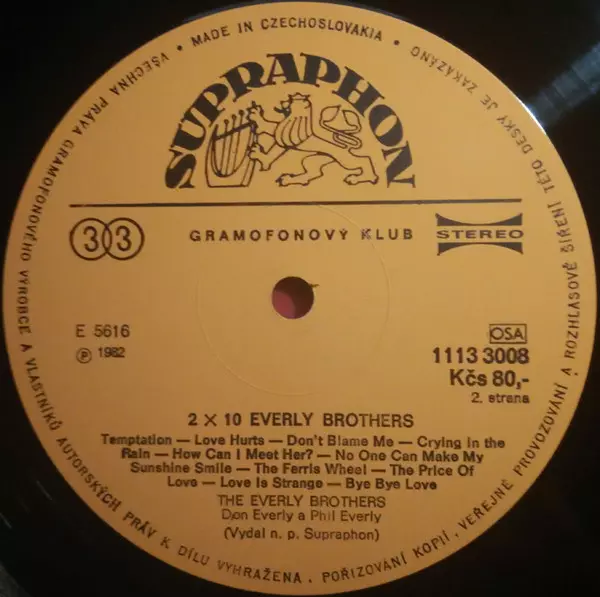 VŠECHNA PRÁVA GRAMOFONOVÉHO VÝROBCE A VLASTNÍKŮ AUTORSKÝCH PRÁV K DÍLU VYHRAŽENA. POŘIZOVÁNÍ KOPIÍ, VEŘEJNÉ PROVOZOVÁNÍ A ROZHLASOVÉ ŠÍŘENÍ TÉTO DESKY JE ZAKÁZÁNO
• MADE IN CZECHOSLOVAKIA •
SUPRAPHON
33
GRAMOFONOVÝ KLUB
STEREO
E 5616
℗ 1982
OSA
1113 3008
Kčs 80,-
2. strana
2 × 10 EVERLY BROTHERS
Temptation — Love Hurts — Don't Blame Me — Crying in the
Rain — How Can I Meet Her? — No One Can Make My
Sunshine Smile — The Ferris Wheel — The Price Of
Love — Love Is Strange — Bye Bye Love
THE EVERLY BROTHERS
Don Everly a Phil Everly
(Vydal n. p. Supraphon)